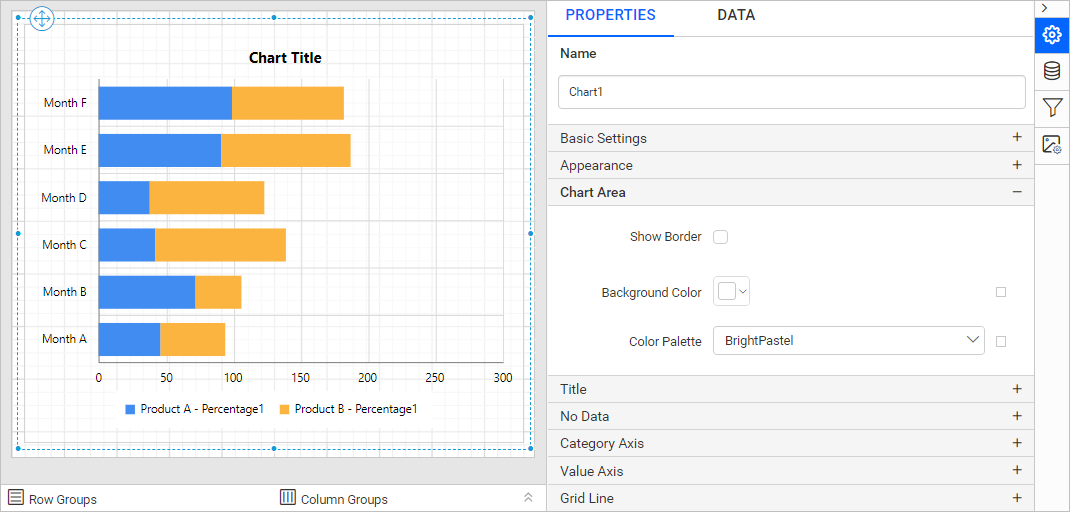 Chart Title
Month F
Month E
Month D
Month C
Month B
Month A
0 50 100 150 200 250 300
Product A - Percentage1 Product B - Percentage1
Row Groups Column Groups
PROPERTIES DATA
Name
Chart1
Basic Settings +
Appearance +
Chart Area −
Show Border
Background Color
Color Palette BrightPastel
Title +
No Data +
Category Axis +
Value Axis +
Grid Line +